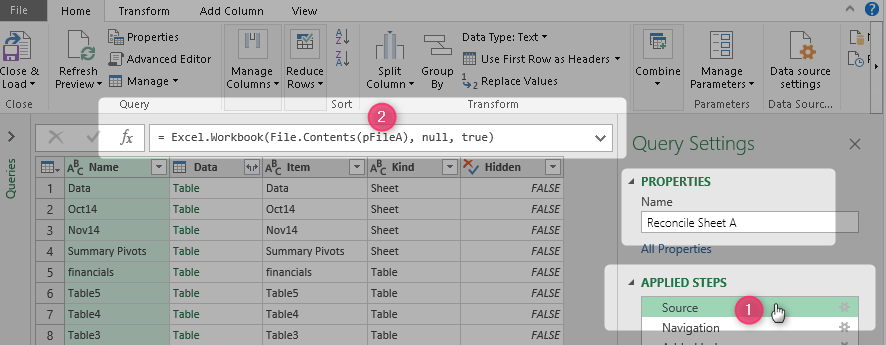 File Home Transform Add Column View
Close & Load
Close
Refresh Preview
Properties
Advanced Editor
Manage
Query
Manage Columns
Reduce Rows
Sort
Split Column
Group By
Data Type: Text
Use First Row as Headers
1 2 Replace Values
Transform
Combine
Manage Parameters
Parameters
Data source settings
Data Sourc...
2
fx = Excel.Workbook(File.Contents(pFileA), null, true)
Queries
ABC Name Data ABC Item ABC Kind Hidden
1 Data Table Data Sheet FALSE
2 Oct14 Table Oct14 Sheet FALSE
3 Nov14 Table Nov14 Sheet FALSE
4 Summary Pivots Table Summary Pivots Sheet FALSE
5 financials Table financials Table FALSE
6 Table5 Table Table5 Table FALSE
7 Table4 Table Table4 Table FALSE
8 Table3 Table Table3 Table FALSE
Query Settings
PROPERTIES
Name
Reconcile Sheet A
All Properties
APPLIED STEPS
Source 1
Navigation